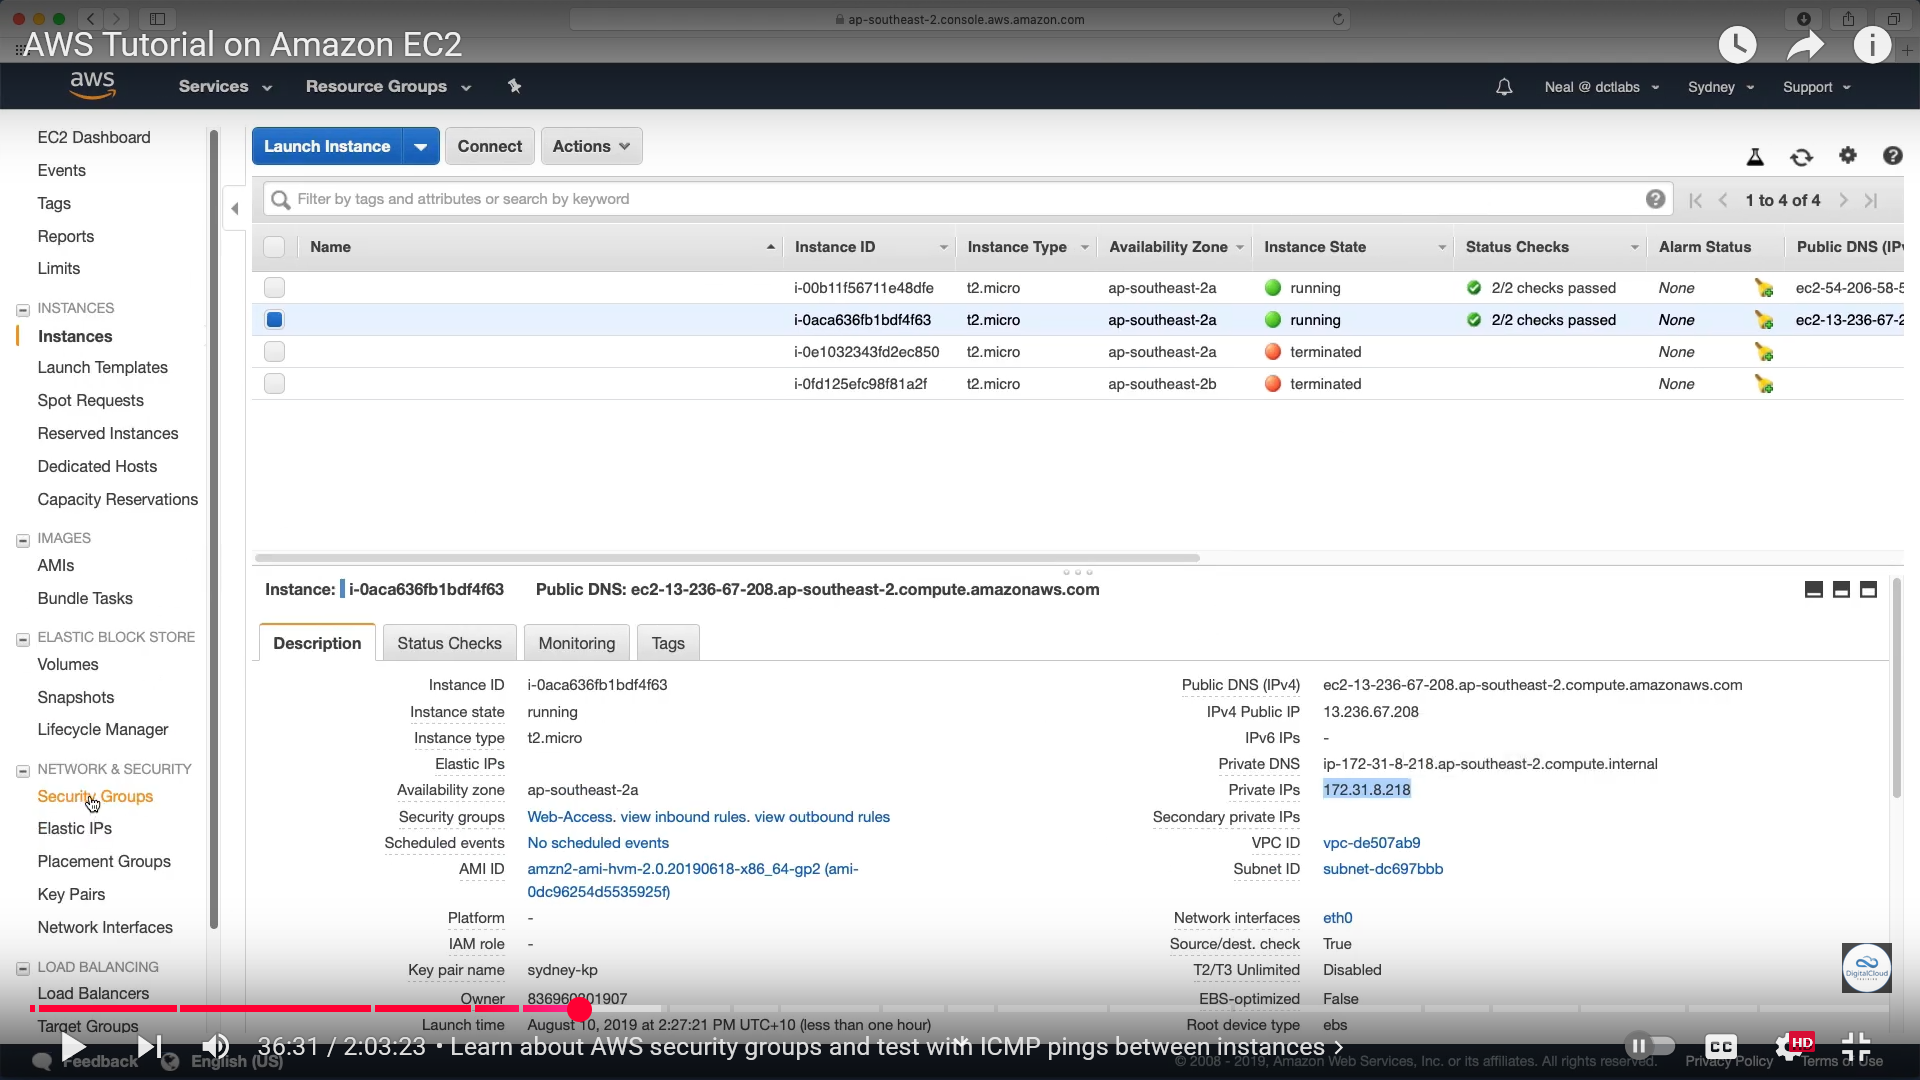 ap-southeast-2.console.aws.amazon.com
AWS Tutorial on Amazon EC2
aws
Services
Resource Groups
Neal @ dctlabs
Sydney
Support
EC2 Dashboard
Events
Tags
Reports
Limits
INSTANCES
Instances
Launch Templates
Spot Requests
Reserved Instances
Dedicated Hosts
Capacity Reservations
IMAGES
AMIs
Bundle Tasks
ELASTIC BLOCK STORE
Volumes
Snapshots
Lifecycle Manager
NETWORK & SECURITY
Security Groups
Elastic IPs
Placement Groups
Key Pairs
Network Interfaces
LOAD BALANCING
Load Balancers
Target Groups
Launch Instance
Connect
Actions
Filter by tags and attributes or search by keyword
1 to 4 of 4
Name Instance ID Instance Type Availability Zone Instance State Status Checks Alarm Status Public DNS (IPv
i-00b11f56711e48dfe t2.micro ap-southeast-2a running 2/2 checks passed None ec2-54-206-58-5
i-0aca636fb1bdf4f63 t2.micro ap-southeast-2a running 2/2 checks passed None ec2-13-236-67-2
i-0e1032343fd2ec850 t2.micro ap-southeast-2a terminated None
i-0fd125efc98f81a2f t2.micro ap-southeast-2b terminated None
Instance: i-0aca636fb1bdf4f63 Public DNS: ec2-13-236-67-208.ap-southeast-2.compute.amazonaws.com
Description
Status Checks
Monitoring
Tags
Instance ID i-0aca636fb1bdf4f63
Instance state running
Instance type t2.micro
Elastic IPs
Availability zone ap-southeast-2a
Security groups Web-Access. view inbound rules. view outbound rules
Scheduled events No scheduled events
AMI ID amzn2-ami-hvm-2.0.20190618-x86_64-gp2 (ami-
0dc96254d5535925f)
Platform -
IAM role -
Key pair name sydney-kp
Owner
Launch time August 10, 2019 at 2:27:21 PM UTC+10 (less than one hour)
Public DNS (IPv4) ec2-13-236-67-208.ap-southeast-2.compute.amazonaws.com
IPv4 Public IP 13.236.67.208
IPv6 IPs -
Private DNS ip-172-31-8-218.ap-southeast-2.compute.internal
Private IPs 172.31.8.218
Secondary private IPs
VPC ID vpc-de507ab9
Subnet ID subnet-dc697bbb
Network interfaces eth0
Source/dest. check True
T2/T3 Unlimited Disabled
EBS-optimized False
Root device type ebs
DigitalCloud
36:31 / 2:03:23 • Learn about AWS security groups and test with ICMP pings between instances
CC
HD
Feedback
English (US)
© 2008 - 2019, Amazon Web Services, Inc. or its affiliates. All rights reserved.
Privacy Policy
Terms of Use